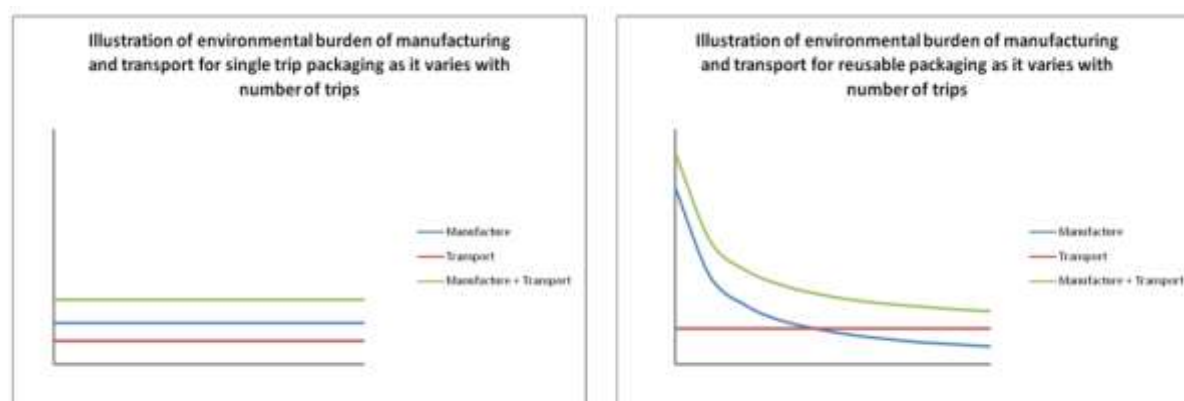 Illustration of environmental burden of manufacturing
and transport for single trip packaging as it varies with
number of trips
Manufacture
Transport
Manufacture + Transport
Illustration of environmental burden of manufacturing
and transport for reusable packaging as it varies with
number of trips
Manufacture
Transport
Manufacture + Transport